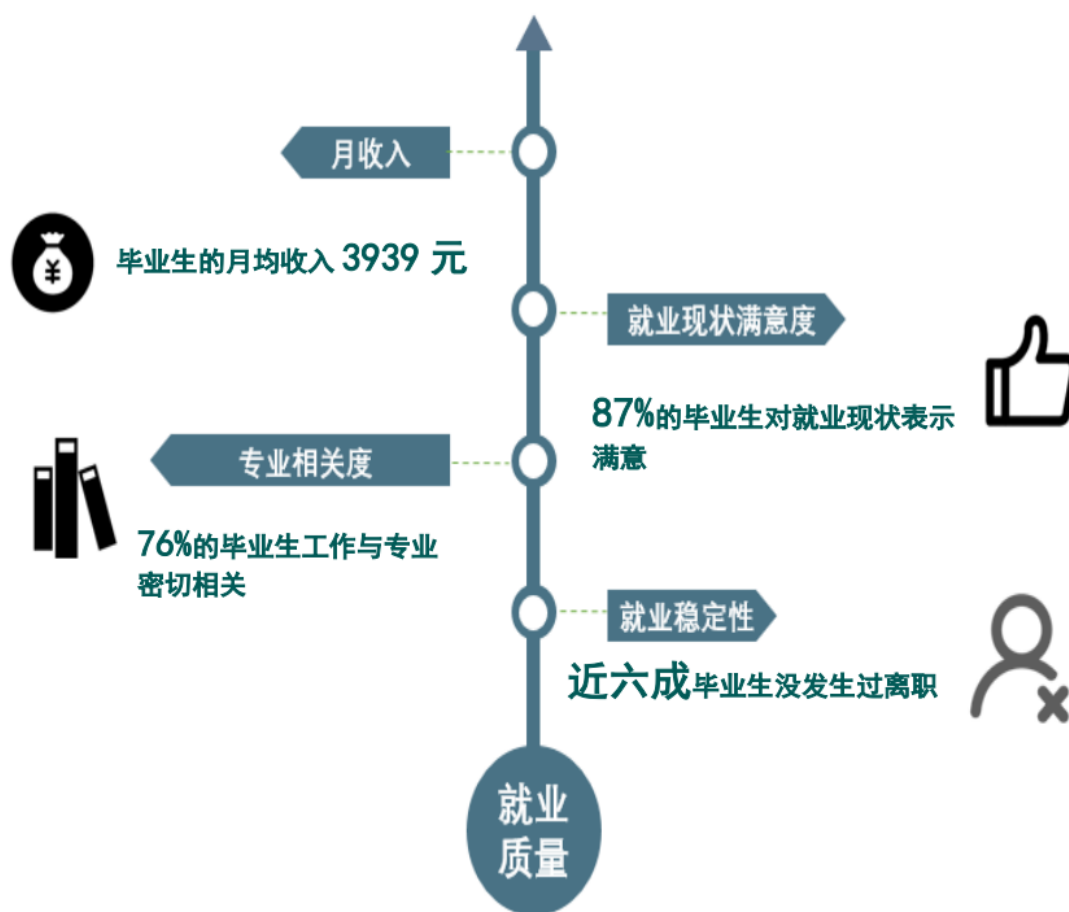 月收入
毕业生的月均收入 3939 元
就业现状满意度
87%的毕业生对就业现状表示
满意
专业相关度
76%的毕业生工作与专业
密切相关
就业稳定性
近六成毕业生没发生过离职
就业
质量